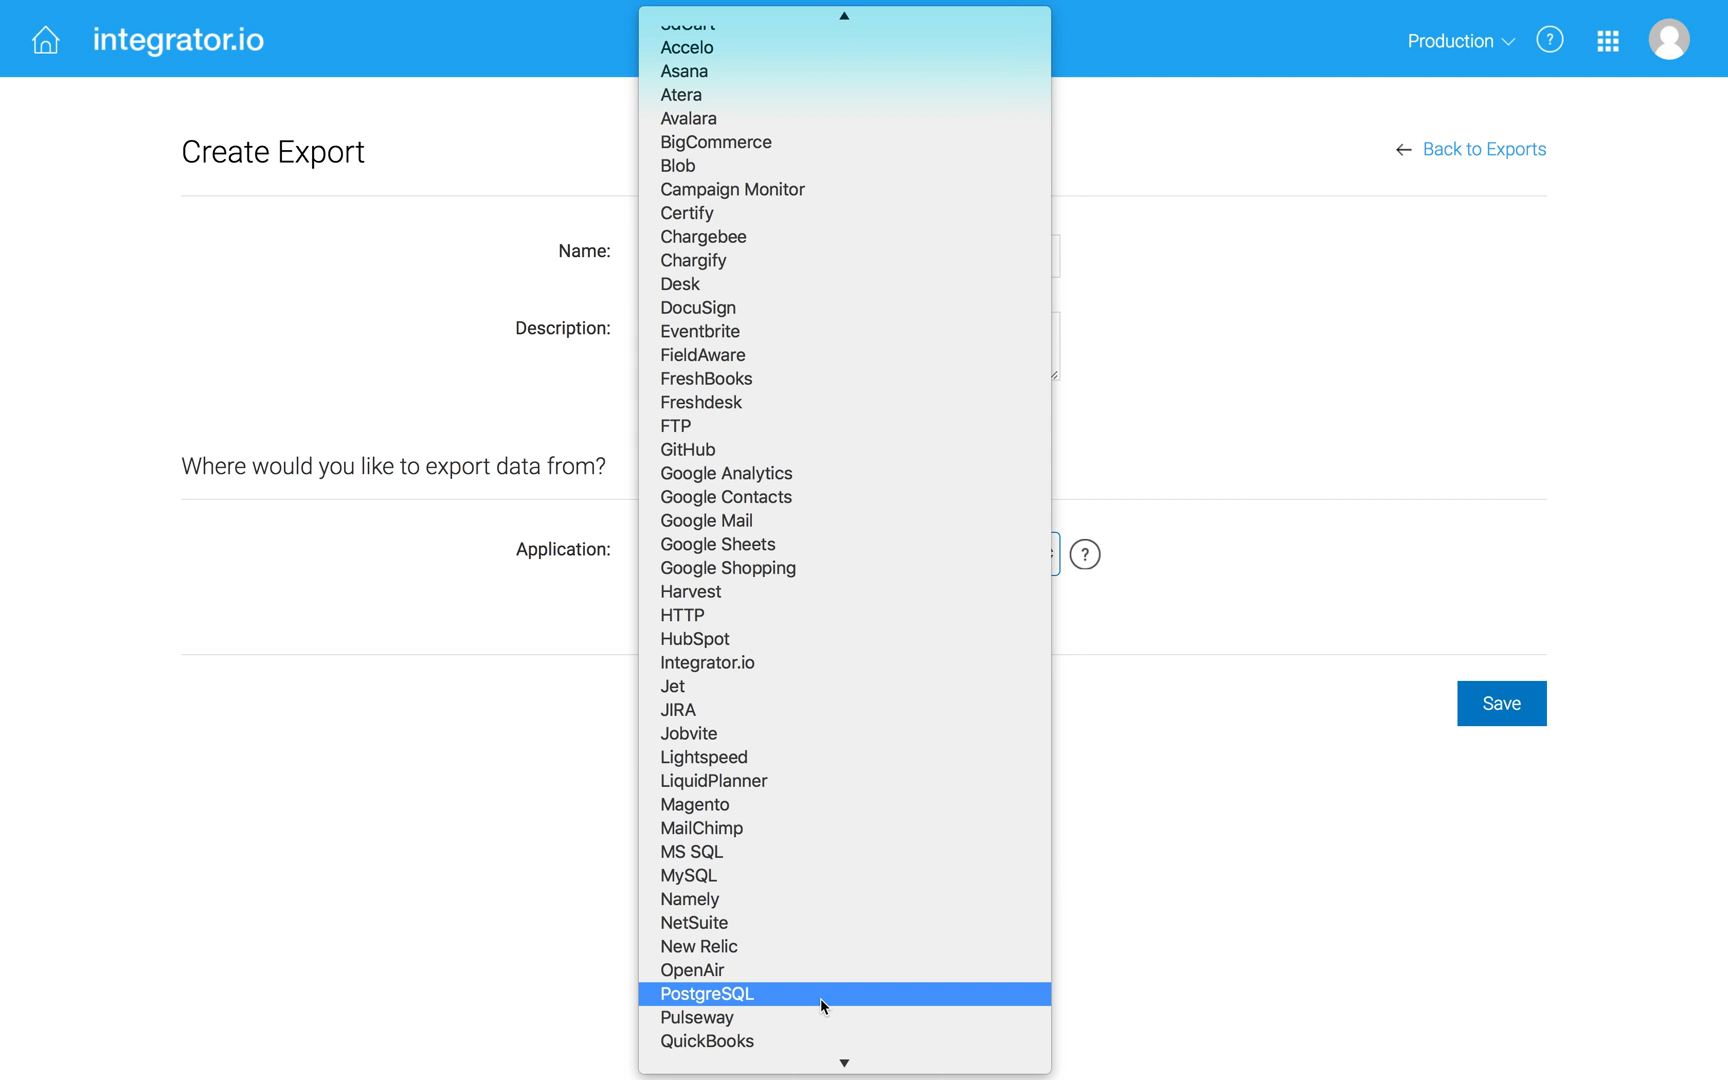 integrator.io
Production
?
Create Export
Back to Exports
Name:
Description:
Where would you like to export data from?
Application:
?
Save
Accelo
Asana
Atera
Avalara
BigCommerce
Blob
Campaign Monitor
Certify
Chargebee
Chargify
Desk
DocuSign
Eventbrite
FieldAware
FreshBooks
Freshdesk
FTP
GitHub
Google Analytics
Google Contacts
Google Mail
Google Sheets
Google Shopping
Harvest
HTTP
HubSpot
Integrator.io
Jet
JIRA
Jobvite
Lightspeed
LiquidPlanner
Magento
MailChimp
MS SQL
MySQL
Namely
NetSuite
New Relic
OpenAir
PostgreSQL
Pulseway
QuickBooks